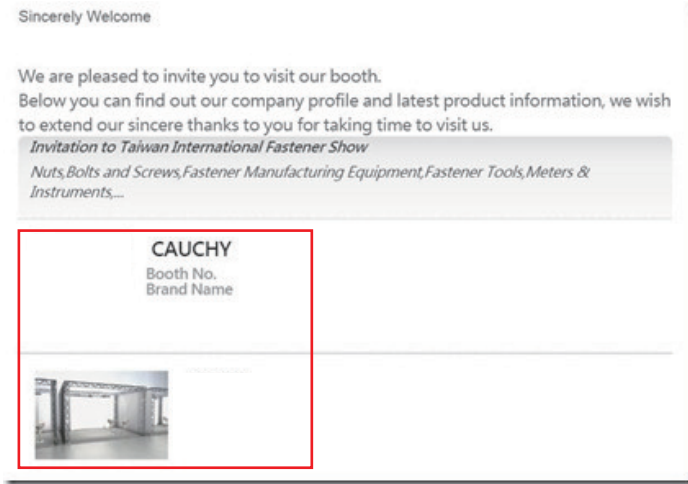 Sincerely Welcome
We are pleased to invite you to visit our booth.
Below you can find out our company profile and latest product information, we wish
to extend our sincere thanks to you for taking time to visit us.
Invitation to Taiwan International Fastener Show
Nuts,Bolts and Screws,Fastener Manufacturing Equipment,Fastener Tools,Meters &
Instruments,...
CAUCHY
Booth No.
Brand Name